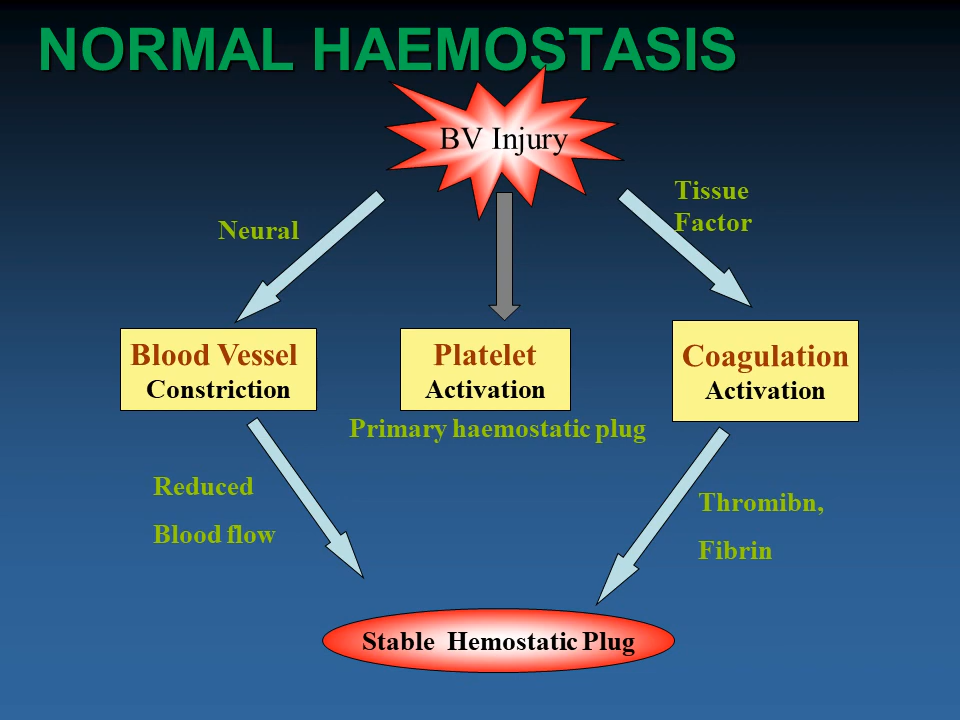 NORMAL HAEMOSTASIS
BV Injury
Tissue
Factor
Neural
Blood Vessel
Constriction
Platelet
Activation
Coagulation
Activation
Primary haemostatic plug
Reduced
Blood flow
Thromibn,
Fibrin
Stable Hemostatic Plug